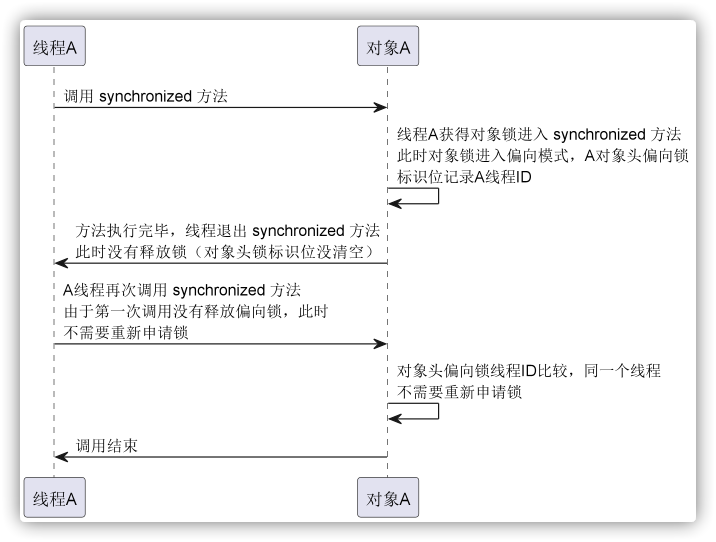 线程A
对象A
调用 synchronized 方法
线程A获得对象锁进入 synchronized 方法
此时对象锁进入偏向模式，A对象头偏向锁
标识位记录A线程ID
方法执行完毕，线程退出 synchronized 方法
此时没有释放锁（对象头锁标识位没清空）
A线程再次调用 synchronized 方法
由于第一次调用没有释放偏向锁，此时
不需要重新申请锁
对象头偏向锁线程ID比较，同一个线程
不需要重新申请锁
调用结束
线程A
对象A